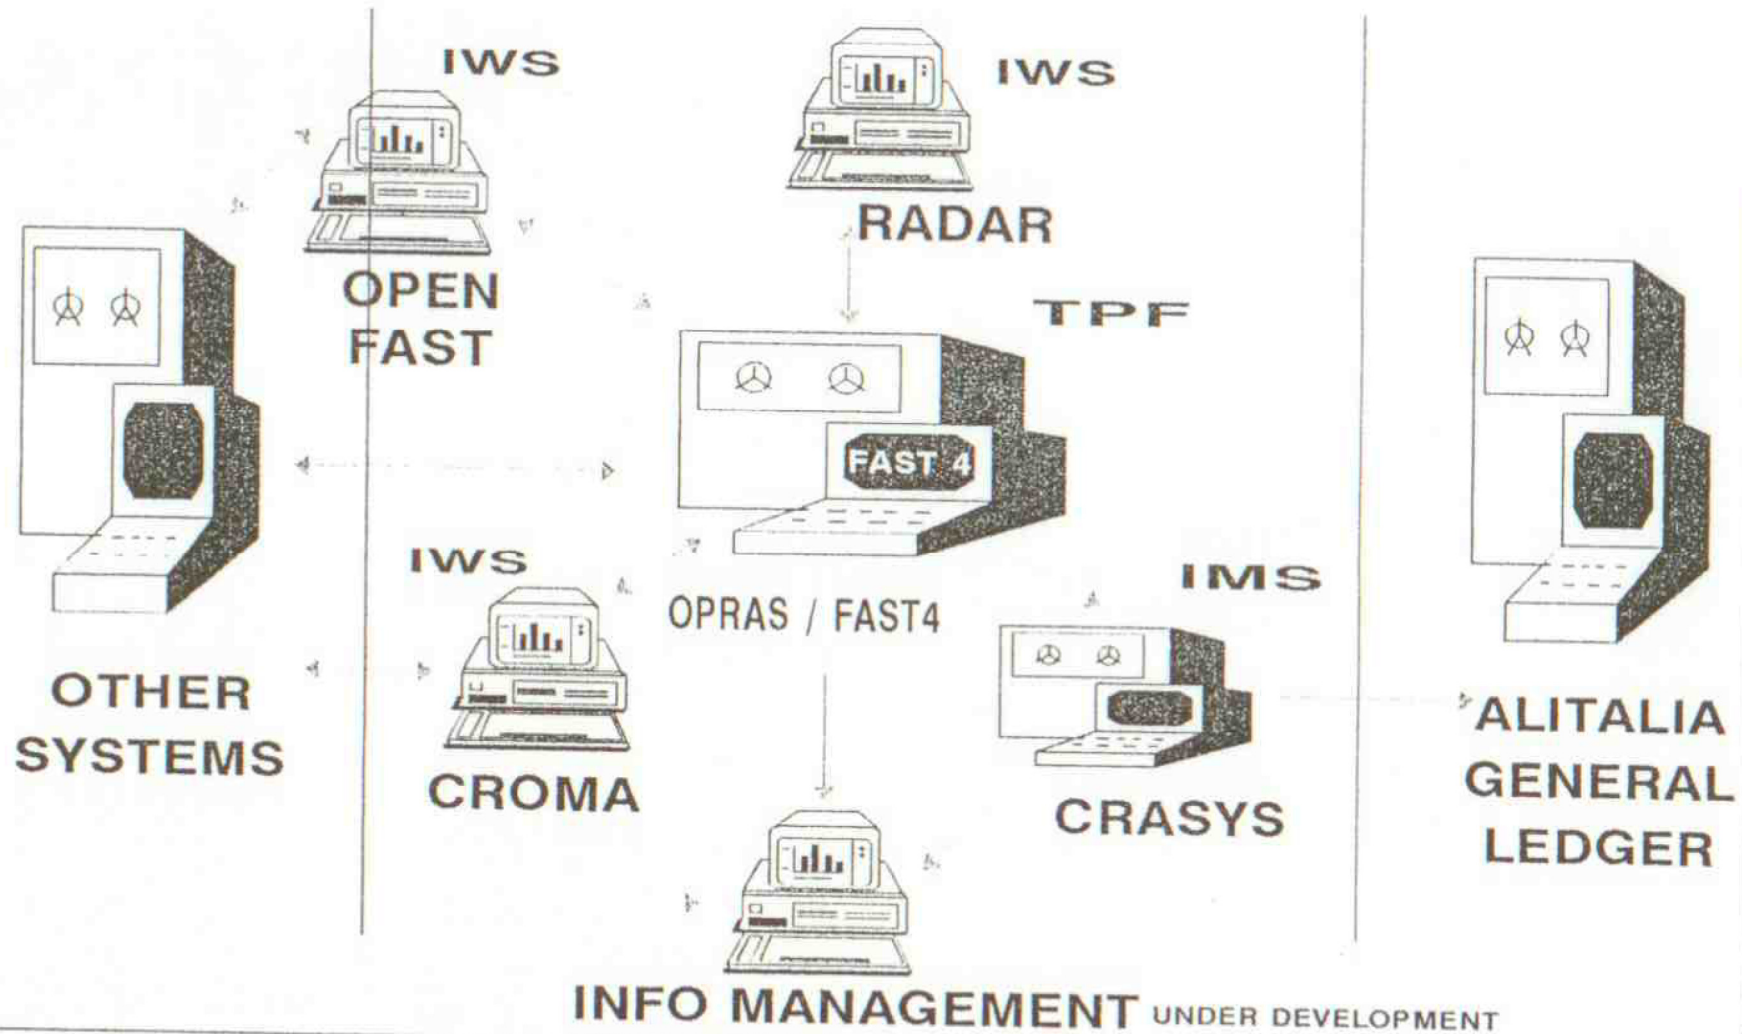 IWS
IWS
RADAR
OPEN
FAST
TPF
FAST 4
IWS
OPRAS / FAST4
IMS
OTHER
SYSTEMS
CROMA
CRASYS
ALITALIA
GENERAL
LEDGER
INFO MANAGEMENT UNDER DEVELOPMENT